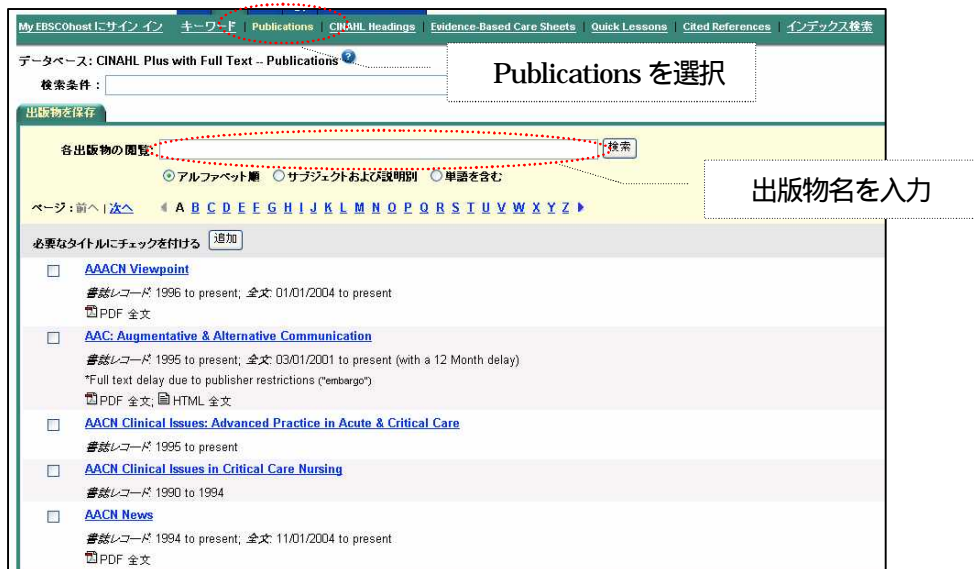 My EBSCOhost にサイン イン キーワード | Publications | CINAHL Headings | Evidence-Based Care Sheets | Quick Lessons | Cited References | インデックス検索
データベース: CINAHL Plus with Full Text -- Publications
Publications を選択
検索条件 :
出版物を保存
各出版物の閲覧: 検索
アルファベット順 サブジェクトおよび説明別 単語を含む
出版物名を入力
ページ: 前へ | 次へ A B C D E F G H I J K L M N O P Q R S T U V W X Y Z
必要なタイトルにチェックを付ける 追加
AAACN Viewpoint
書誌レコード: 1996 to present; 全文: 01/01/2004 to present
PDF 全文
AAC: Augmentative & Alternative Communication
書誌レコード: 1995 to present; 全文: 03/01/2001 to present (with a 12 Month delay)
*Full text delay due to publisher restrictions ("embargo")
PDF 全文; HTML 全文
AACN Clinical Issues: Advanced Practice in Acute & Critical Care
書誌レコード: 1995 to present
AACN Clinical Issues in Critical Care Nursing
書誌レコード: 1990 to 1994
AACN News
書誌レコード: 1994 to present; 全文: 11/01/2004 to present
PDF 全文